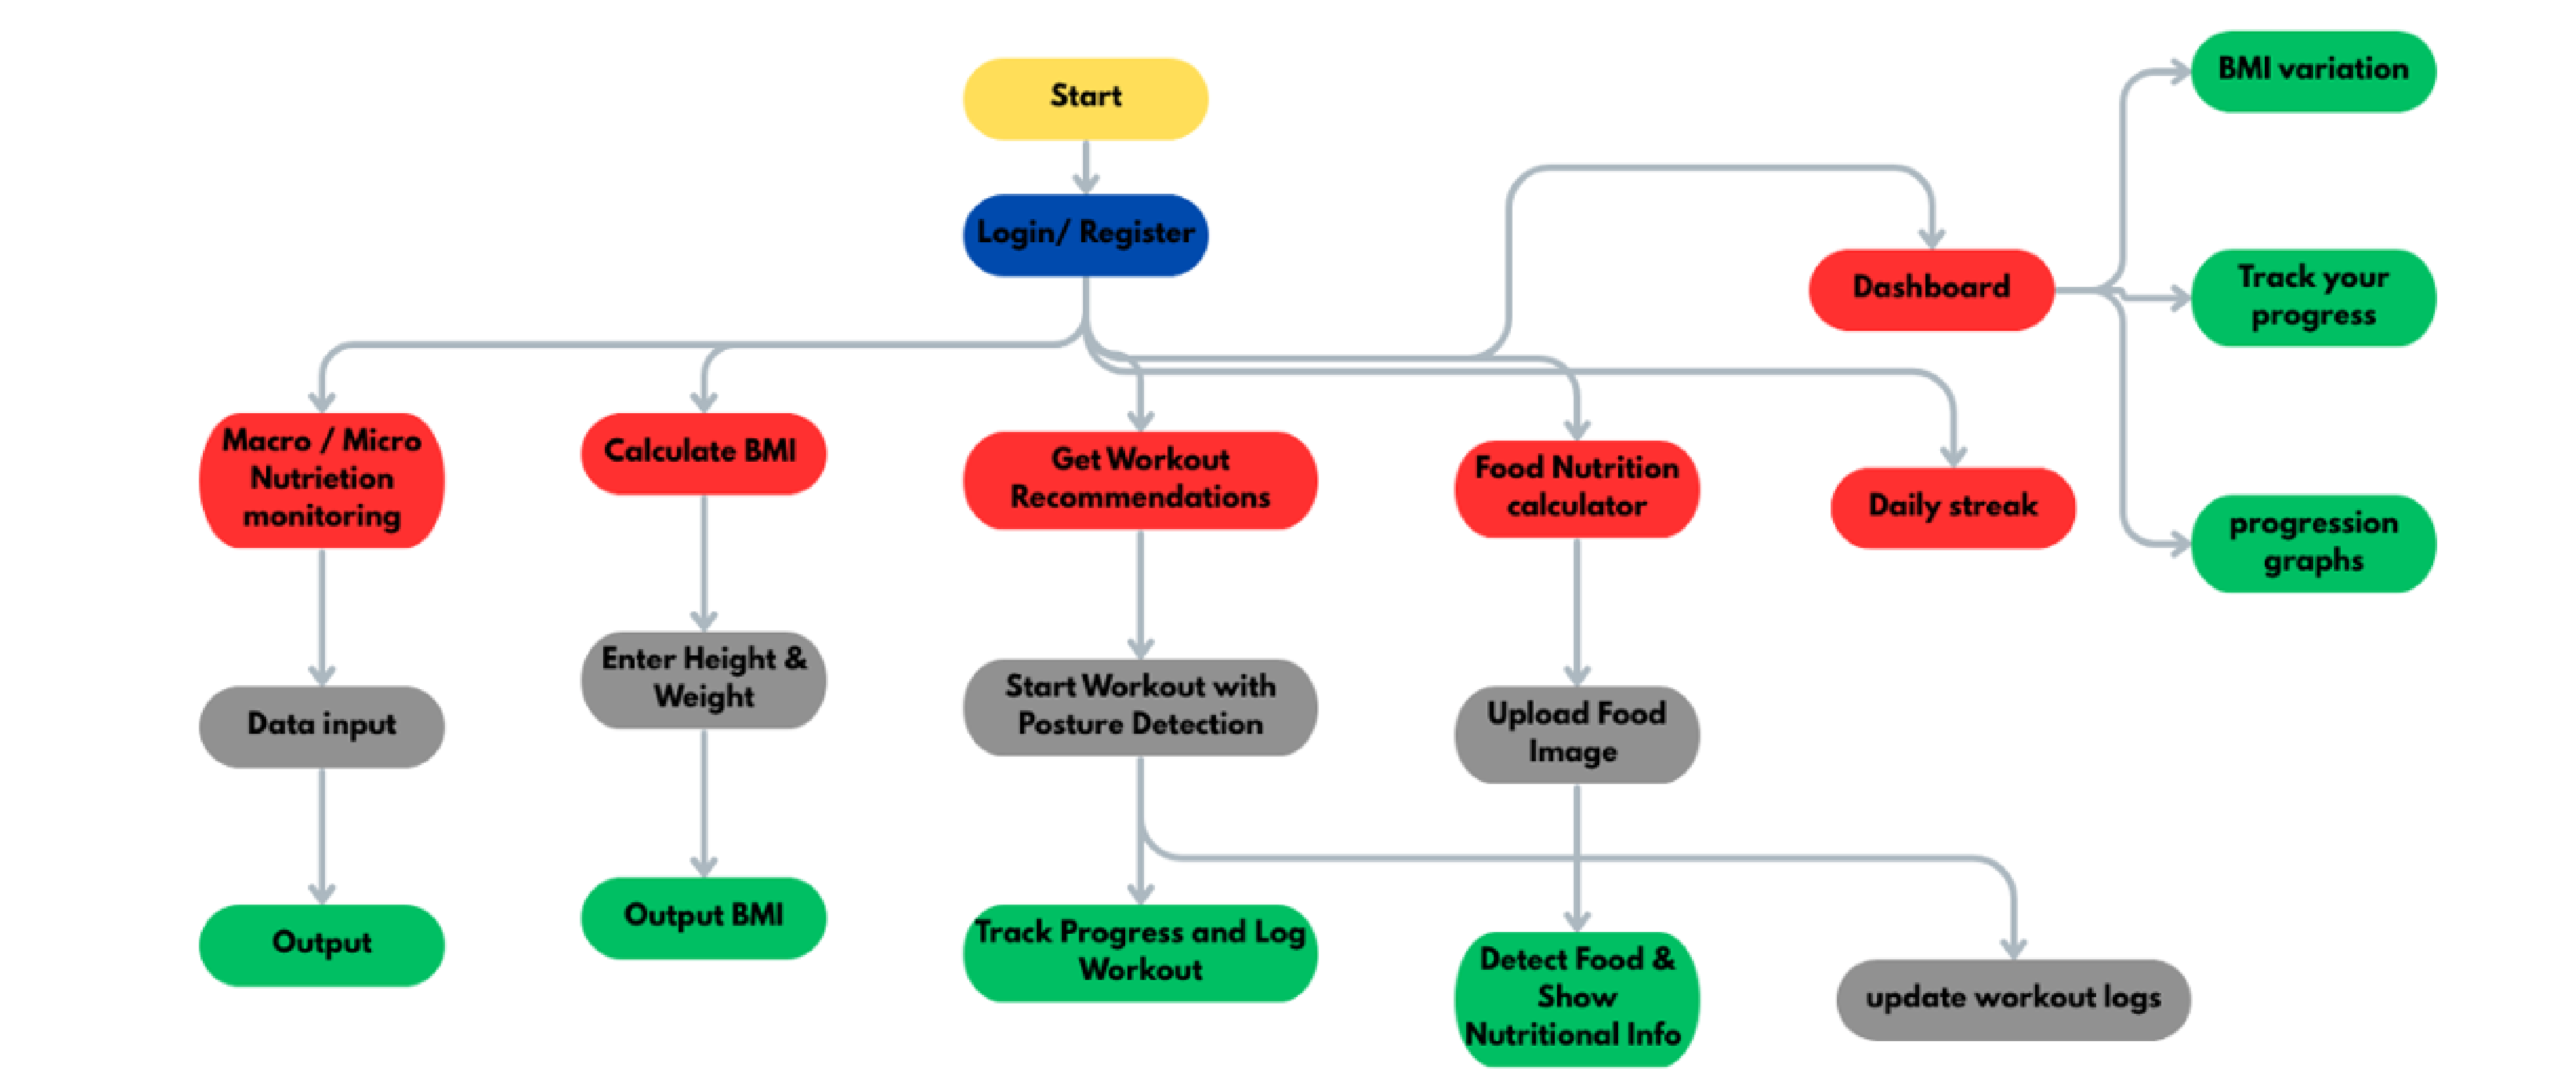 Start
Login/ Register
BMI variation
Dashboard
Track your
progress
progression
graphs
Macro / Micro
Nutrietion
monitoring
Calculate BMI
Get Workout
Recommendations
Food Nutrition
calculator
Daily streak
Data input
Enter Height &
Weight
Start Workout with
Posture Detection
Upload Food
Image
Output
Output BMI
Track Progress and Log
Workout
Detect Food &
Show
Nutritional Info
update workout logs